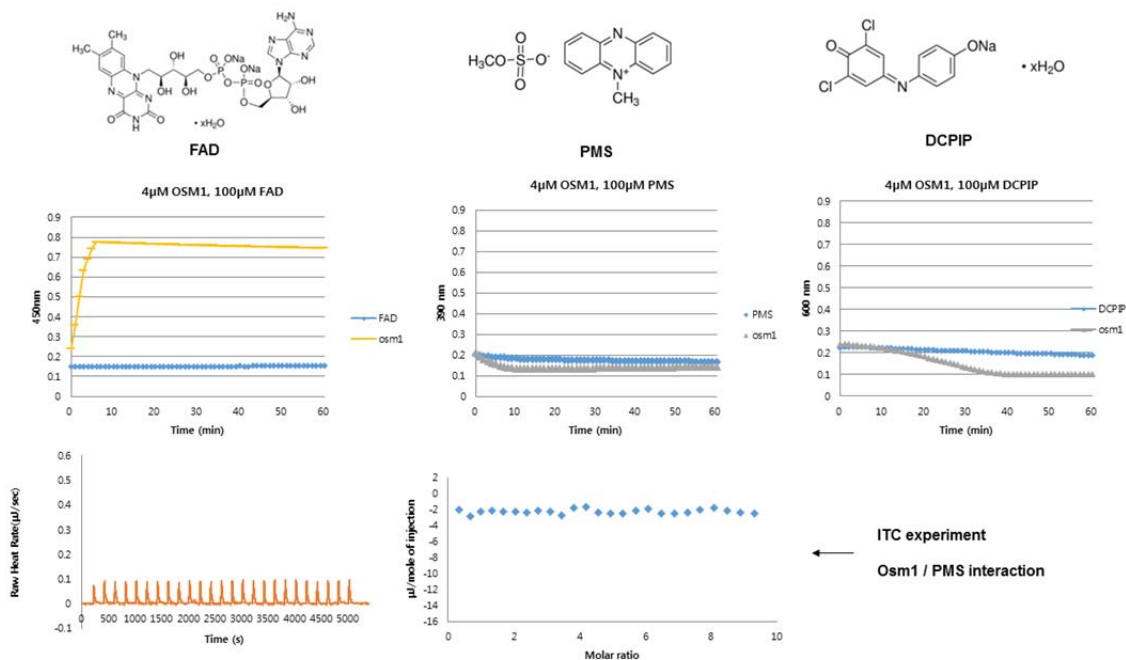 NH₂
H₃C
H₃C
N
N
N
O
N
H
O
OH
OH
OH
O
P
ONa
O
O
P
ONa
O
O
N
N
N
N
O
OH
OH
• xH₂O
FAD
O
H₃CO
S
O⁻
O
N
N⁺
CH₃
PMS
Cl
O
Cl
N
ONa
• xH₂O
DCPIP
4μM OSM1, 100μM FAD
450nm
0.9
0.8
0.7
0.6
0.5
0.4
0.3
0.2
0.1
0
0 10 20 30 40 50 60
Time (min)
FAD
osm1
4μM OSM1, 100μM PMS
390 nm
0.9
0.8
0.7
0.6
0.5
0.4
0.3
0.2
0.1
0
0 10 20 30 40 50 60
Time (min)
PMS
osm1
4μM OSM1, 100μM DCPIP
600 nm
0.9
0.8
0.7
0.6
0.5
0.4
0.3
0.2
0.1
0
0 10 20 30 40 50 60
Time (min)
DCPIP
osm1
Raw Heat Rate(μJ/sec)
0.6
0.5
0.4
0.3
0.2
0.1
0
-0.1
0 500 1000 1500 2000 2500 3000 3500 4000 4500 5000
Time (s)
μJ/mole of injection
2
0
-2
-4
-6
-8
-10
-12
-14
-16
0 2 4 6 8 10
Molar ratio
ITC experiment
Osm1 / PMS interaction